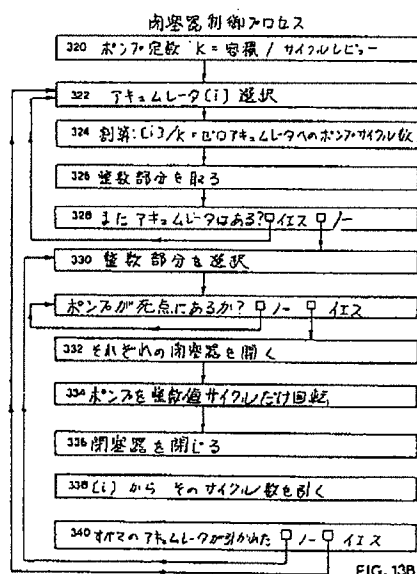 閉塞器制御プロセス
320 ポンプ定数 K = 容積 / サイクルレビュー
322 アキュムレータ[i] 選択
324 割算:[i]/K = ゼロアキュムレータへのポンプサイクル数
326 整数部分を取る
328 まだアキュムレータはある? イエス ノー
330 整数部分を選択
ポンプが死点にあるか? ノー イエス
332 それぞれの閉塞器を開く
334 ポンプを整数値サイクルだけ回転
336 閉塞器を閉じる
338 [i] から そのサイクル数を引く
340 すべてのアキュムレータが引かれた ノー イエス
FIG. 13B